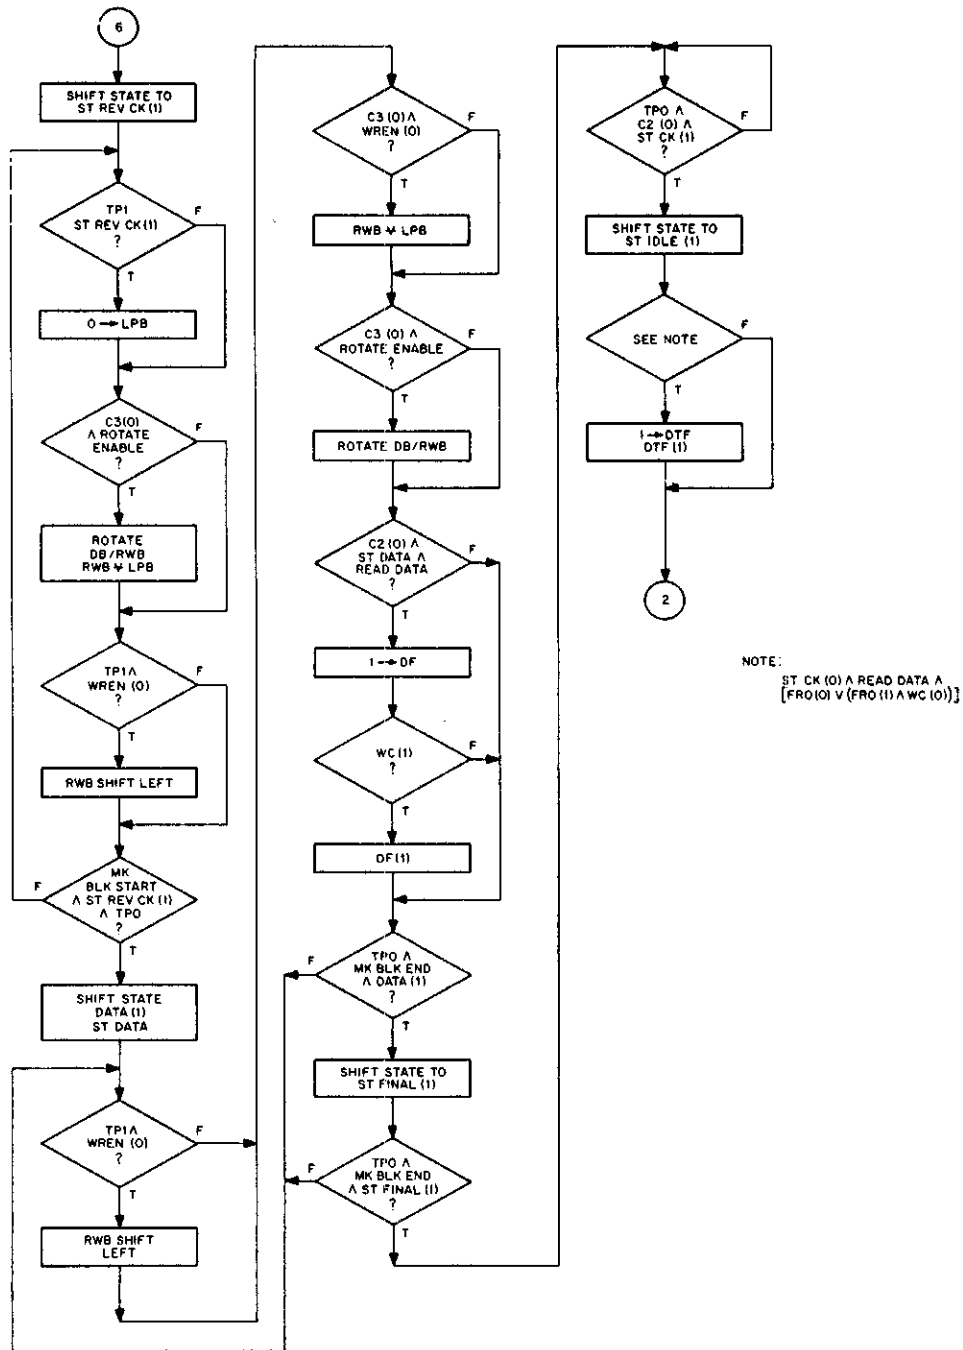 6
SHIFT STATE TO
ST REV CK (1)
TP1
ST REV CK (1)
?
F
T
0 → LPB
C3 (0)
∧ ROTATE
ENABLE
?
F
T
ROTATE
DB/RWB
RWB ⩝ LPB
TP1 ∧
WREN (0)
?
F
T
RWB SHIFT LEFT
MK
BLK START
∧ ST REV CK (1)
∧ TP0
?
F
T
SHIFT STATE
DATA (1)
ST DATA
TP1 ∧
WREN (0)
?
F
T
RWB SHIFT
LEFT
C3 (0) ∧
WREN (0)
?
F
T
RWB ⩝ LPB
C3 (0) ∧
ROTATE ENABLE
?
F
T
ROTATE DB/RWB
C2 (0) ∧
ST DATA ∧
READ DATA
?
F
T
1 → DF
WC (1)
?
F
T
DF (1)
TP0 ∧
MK BLK END
∧ DATA (1)
?
F
T
SHIFT STATE TO
ST FINAL (1)
TP0 ∧
MK BLK END
∧ ST FINAL (1)
?
F
T
TP0 ∧
C2 (0) ∧
ST CK (1)
?
F
T
SHIFT STATE TO
ST IDLE (1)
SEE NOTE
F
T
1 → DTF
DTF (1)
2
NOTE:
ST CK (0) ∧ READ DATA ∧
[FR0 (0) ∨ (FR0 (1) ∧ WC (0))]